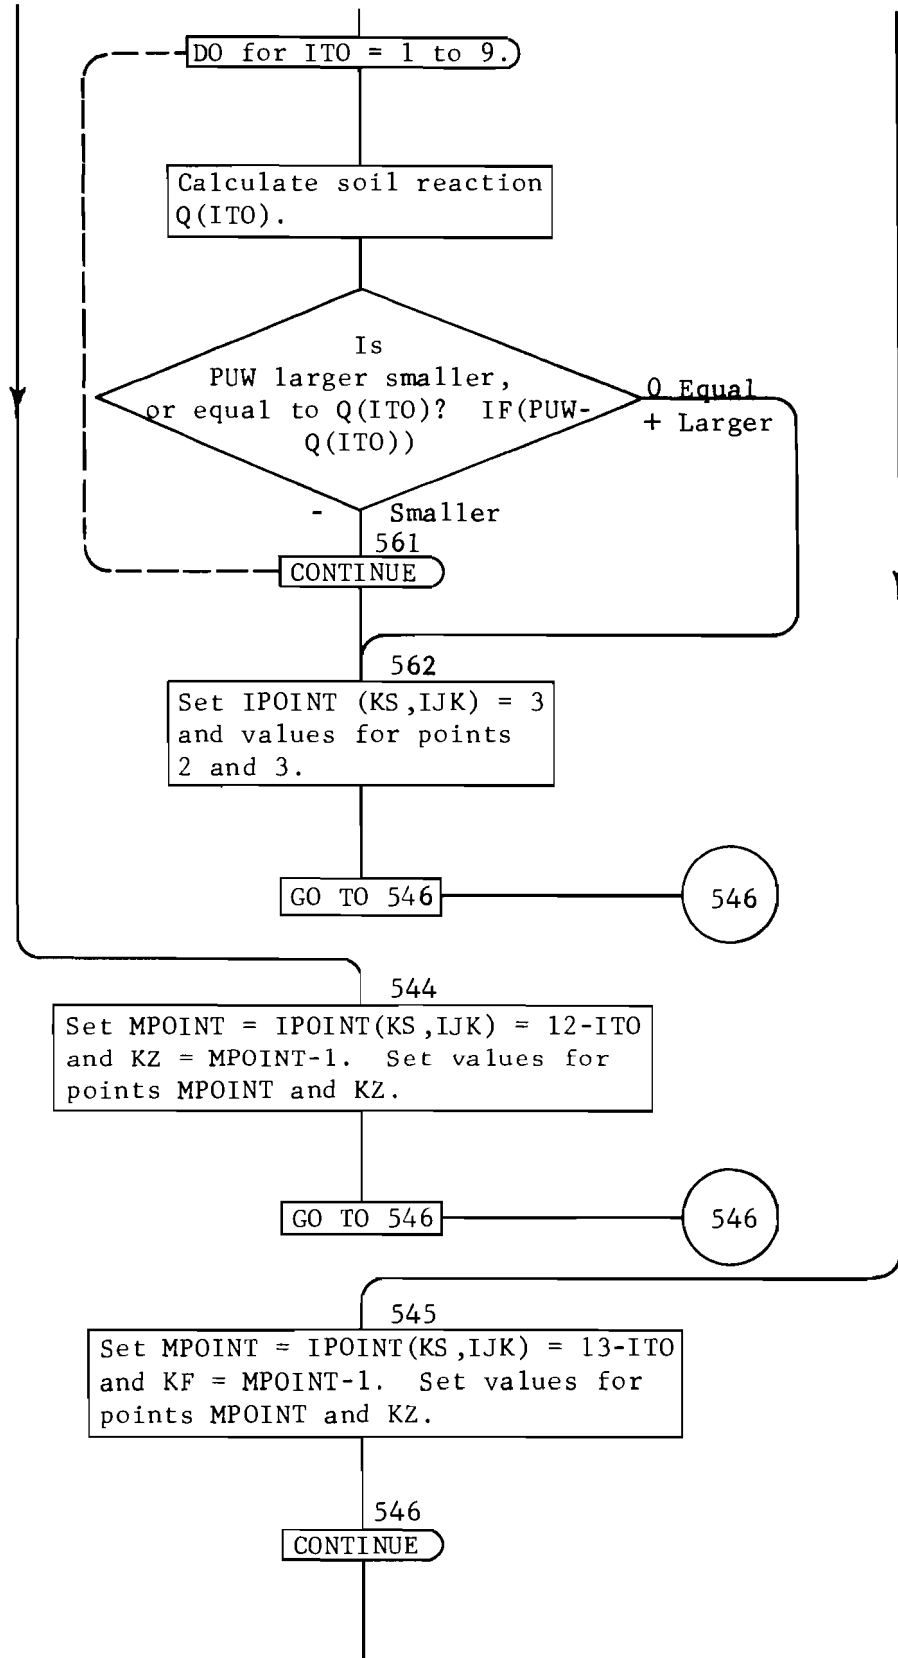 DO for ITO = 1 to 9.
Calculate soil reaction
Q(ITO).
Is
PUW larger smaller,
or equal to Q(ITO)? IF(PUW-
Q(ITO))
0 Equal
+ Larger
- Smaller
561
CONTINUE
562
Set IPOINT (KS,IJK) = 3
and values for points
2 and 3.
GO TO 546
546
544
Set MPOINT = IPOINT(KS,IJK) = 12-ITO
and KZ = MPOINT-1. Set values for
points MPOINT and KZ.
GO TO 546
546
545
Set MPOINT = IPOINT(KS,IJK) = 13-ITO
and KF = MPOINT-1. Set values for
points MPOINT and KZ.
546
CONTINUE